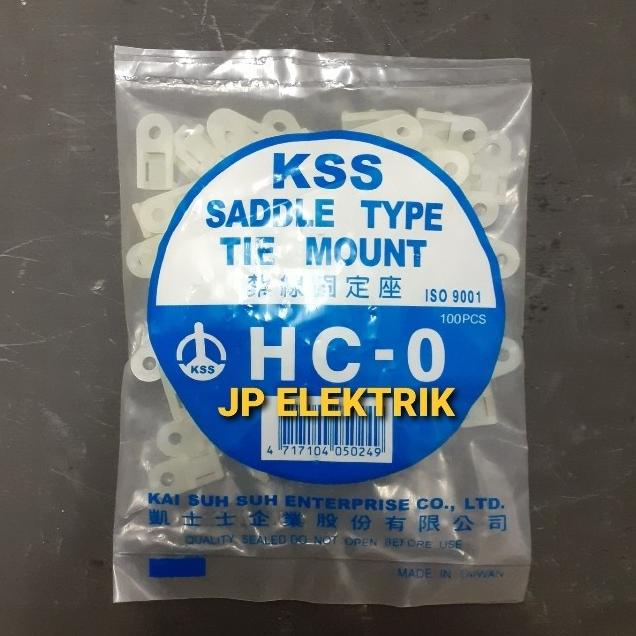 KSS
SADDLE TYPE
TIE MOUNT
紮線固定座 ISO 9001
100PCS
KSS
HC-0
JP ELEKTRIK
4 717104 050249
KAI SUH SUH ENTERPRISE CO., LTD.
凱士士企業股份有限公司
QUALITY SEALED DO NOT OPEN BEFORE USE
MADE IN TAIWAN